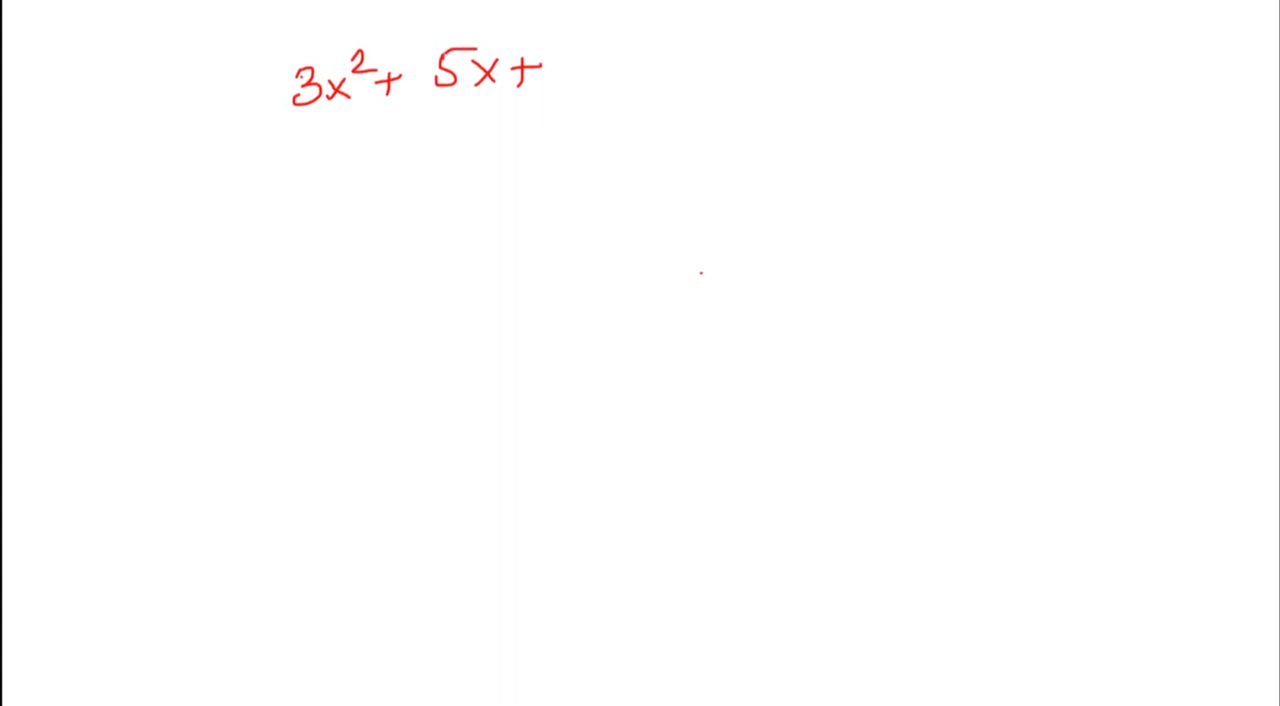 3x² + 5x +